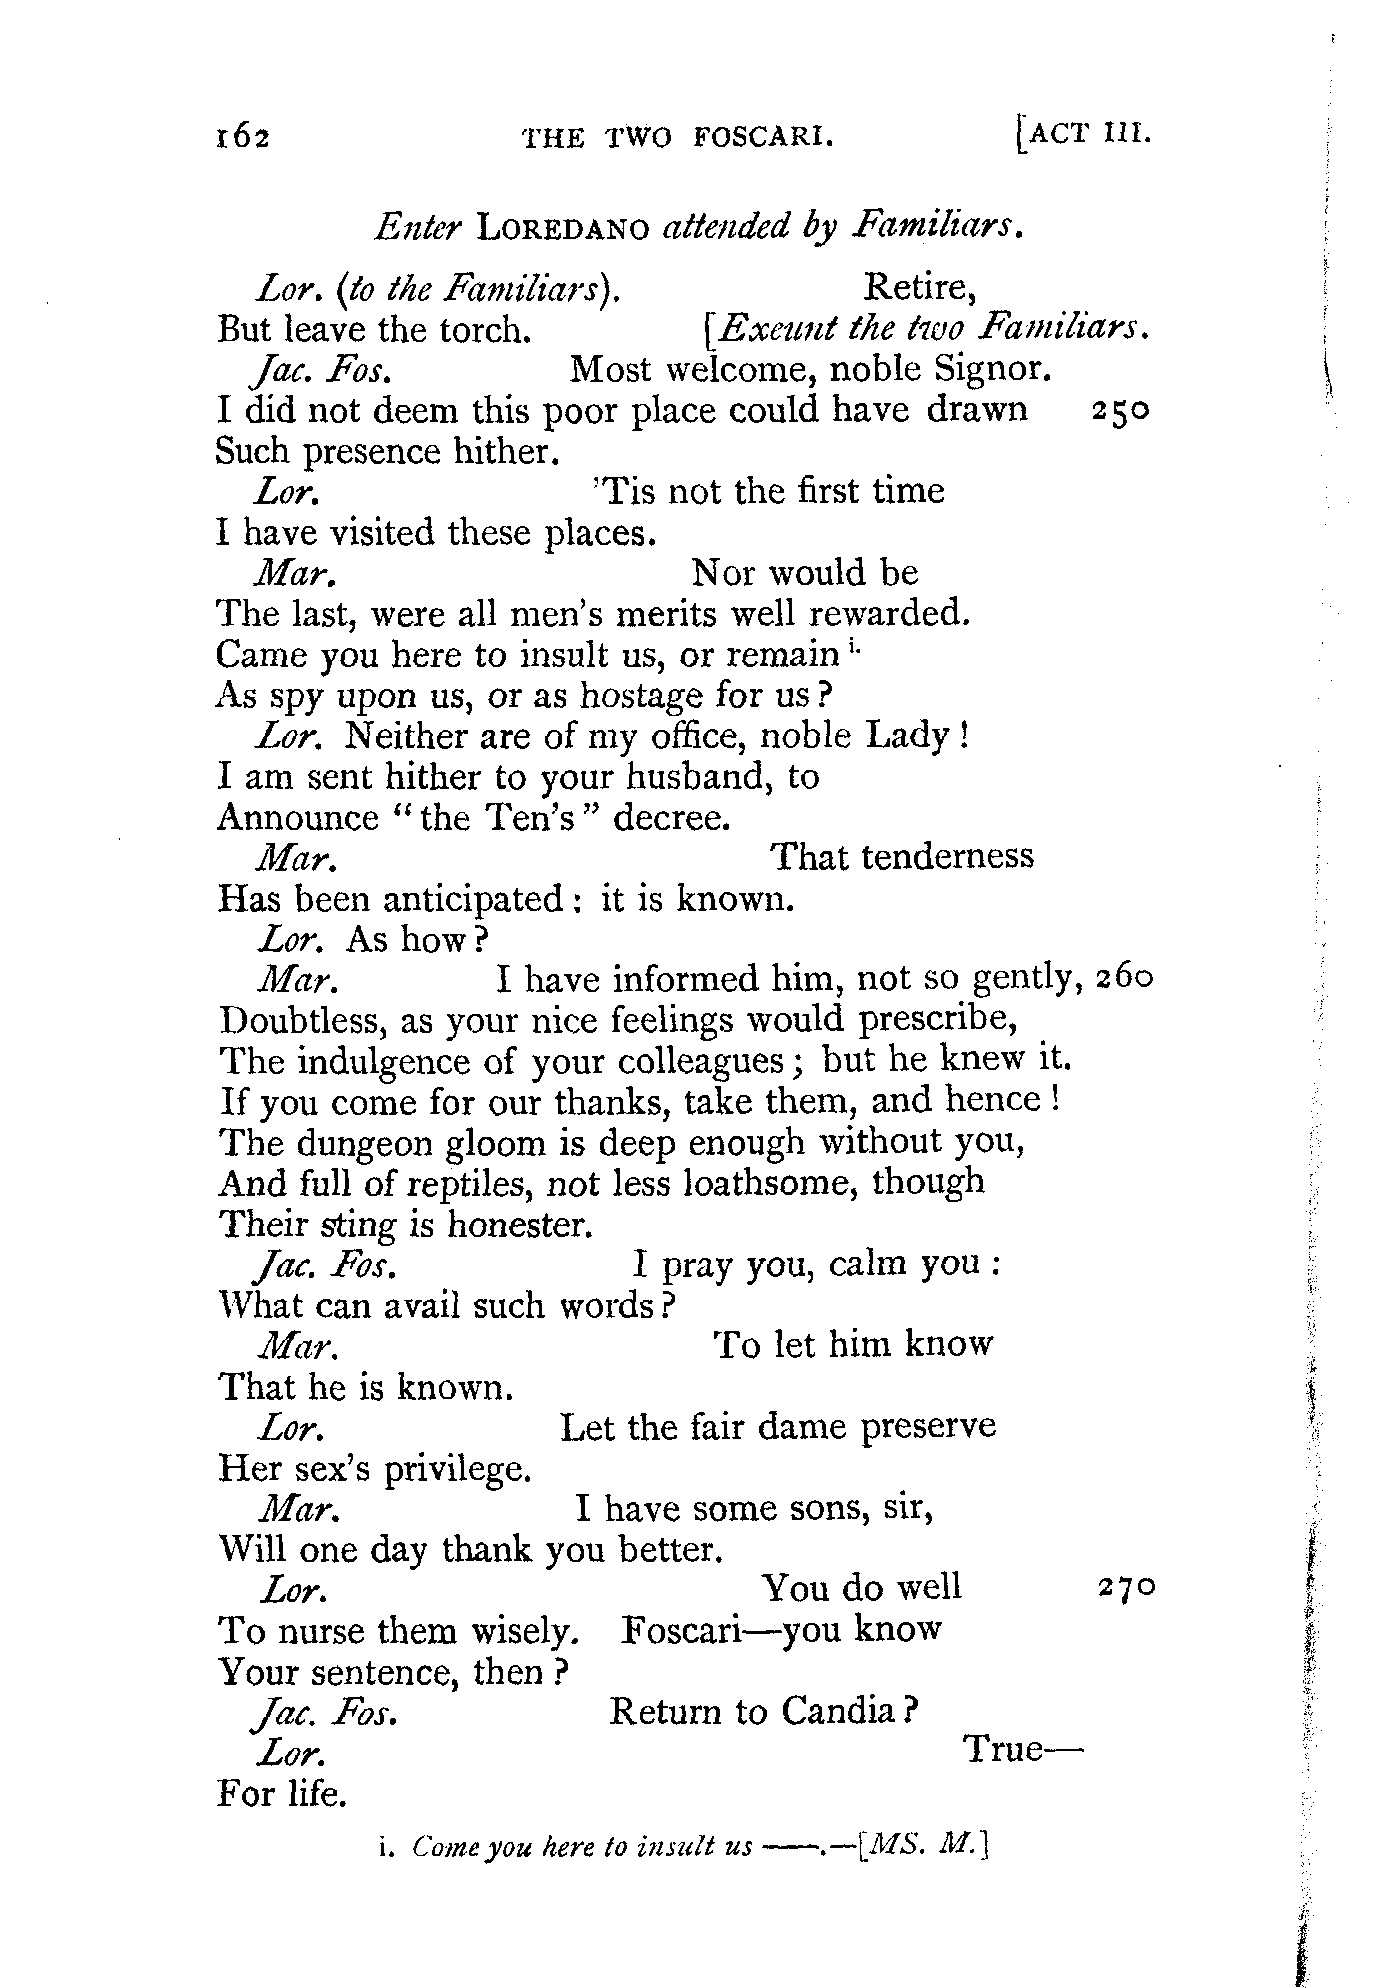 162 THE TWO FOSCARI. [ACT III.
Enter LOREDANO attended by Familiars.
Lor. (to the Familiars). Retire,
But leave the torch. [Exeunt the two Familiars.
Jac. Fos. Most welcome, noble Signor.
I did not deem this poor place could have drawn 250
Such presence hither.
Lor. 'Tis not the first time
I have visited these places.
Mar. Nor would be
The last, were all men's merits well rewarded.
Came you here to insult us, or remain i.
As spy upon us, or as hostage for us?
Lor. Neither are of my office, noble Lady!
I am sent hither to your husband, to
Announce "the Ten's" decree.
Mar. That tenderness
Has been anticipated: it is known.
Lor. As how?
Mar. I have informed him, not so gently, 260
Doubtless, as your nice feelings would prescribe,
The indulgence of your colleagues; but he knew it.
If you come for our thanks, take them, and hence!
The dungeon gloom is deep enough without you,
And full of reptiles, not less loathsome, though
Their sting is honester.
Jac. Fos. I pray you, calm you:
What can avail such words?
Mar. To let him know
That he is known.
Lor. Let the fair dame preserve
Her sex's privilege.
Mar. I have some sons, sir,
Will one day thank you better.
Lor. You do well 270
To nurse them wisely. Foscari—you know
Your sentence, then?
Jac. Fos. Return to Candia?
Lor. True—
For life.
i. Come you here to insult us ——.—[MS. M.]